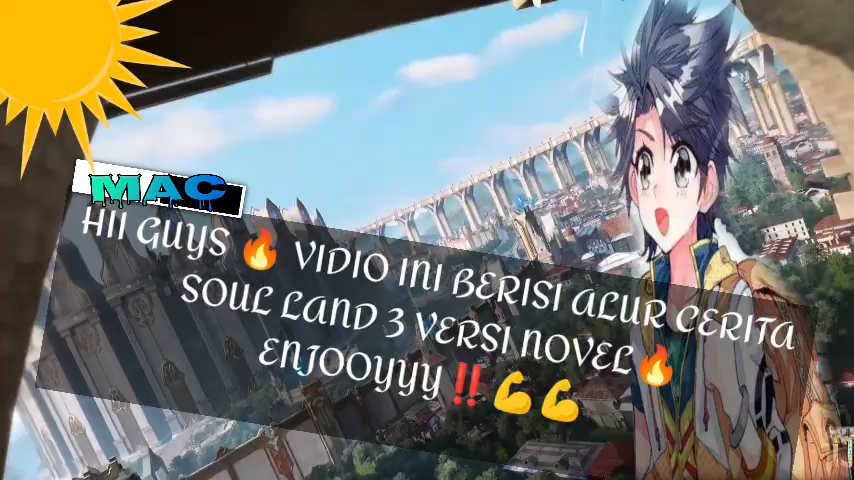 MAC
HII GUYS 🔥 VIDIO INI BERISI ALUR CERITA
SOUL LAND 3 VERSI NOVEL🔥
ENJOOYYY‼️💪💪